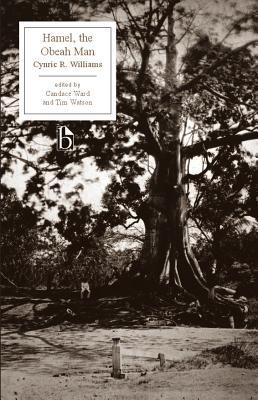 Hamel, the
Obeah Man
Cynric R. Williams
edited by
Candace Ward
and Tim Watson
b